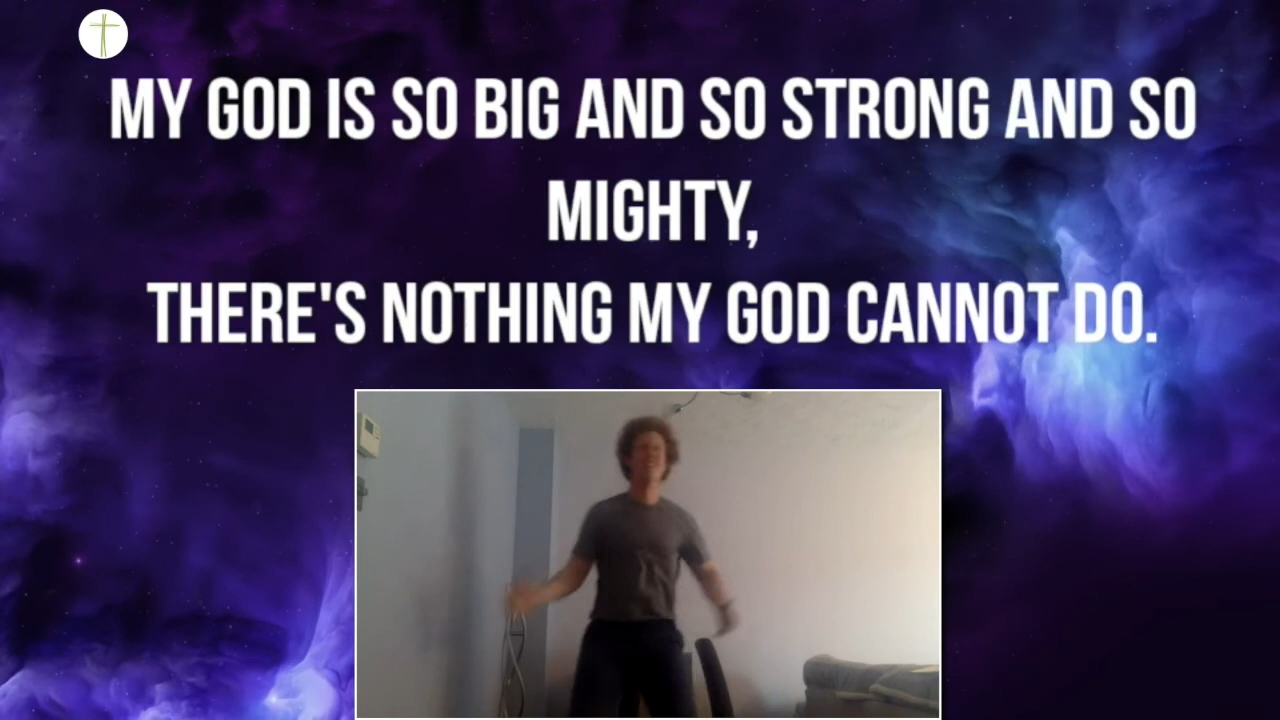 MY GOD IS SO BIG AND SO STRONG AND SO
MIGHTY,
THERE'S NOTHING MY GOD CANNOT DO.